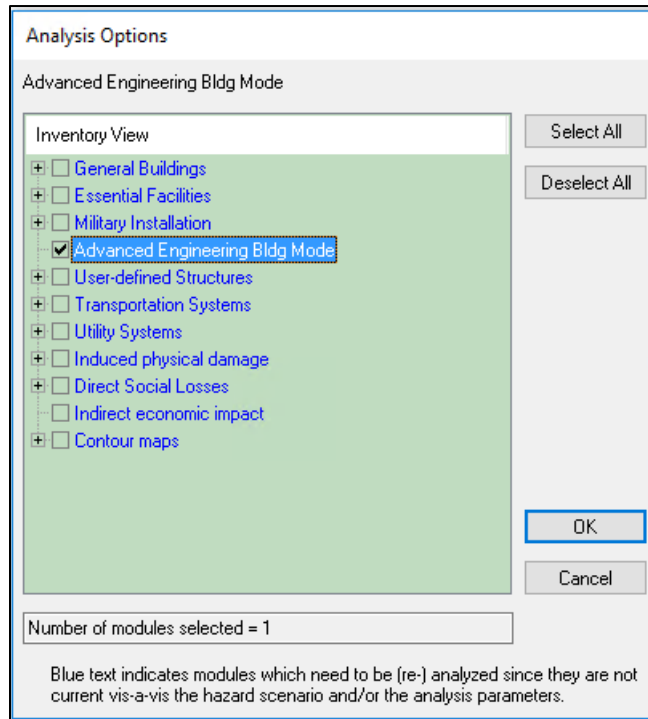 Analysis Options
Advanced Engineering Bldg Mode
Inventory View
General Buildings
Essential Facilities
Military Installation
Advanced Engineering Bldg Mode
User-defined Structures
Transportation Systems
Utility Systems
Induced physical damage
Direct Social Losses
Indirect economic impact
Contour maps
Select All
Deselect All
OK
Cancel
Number of modules selected = 1
Blue text indicates modules which need to be (re-) analyzed since they are not
current vis-a-vis the hazard scenario and/or the analysis parameters.